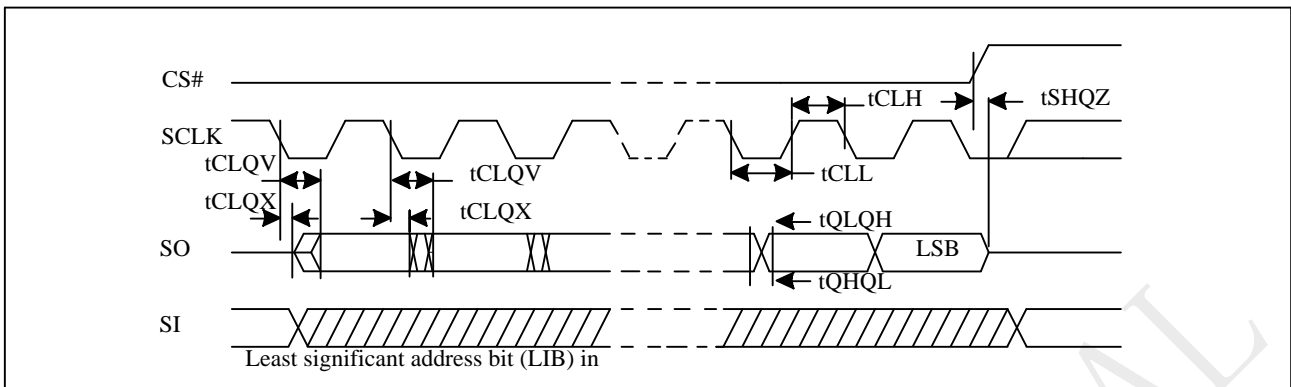 CS#
tCLH
tSHQZ
SCLK
tCLQV
tCLQV
tCLL
tCLQX
tCLQX
tQLQH
SO
LSB
tQHQL
SI
Least significant address bit (LIB) in